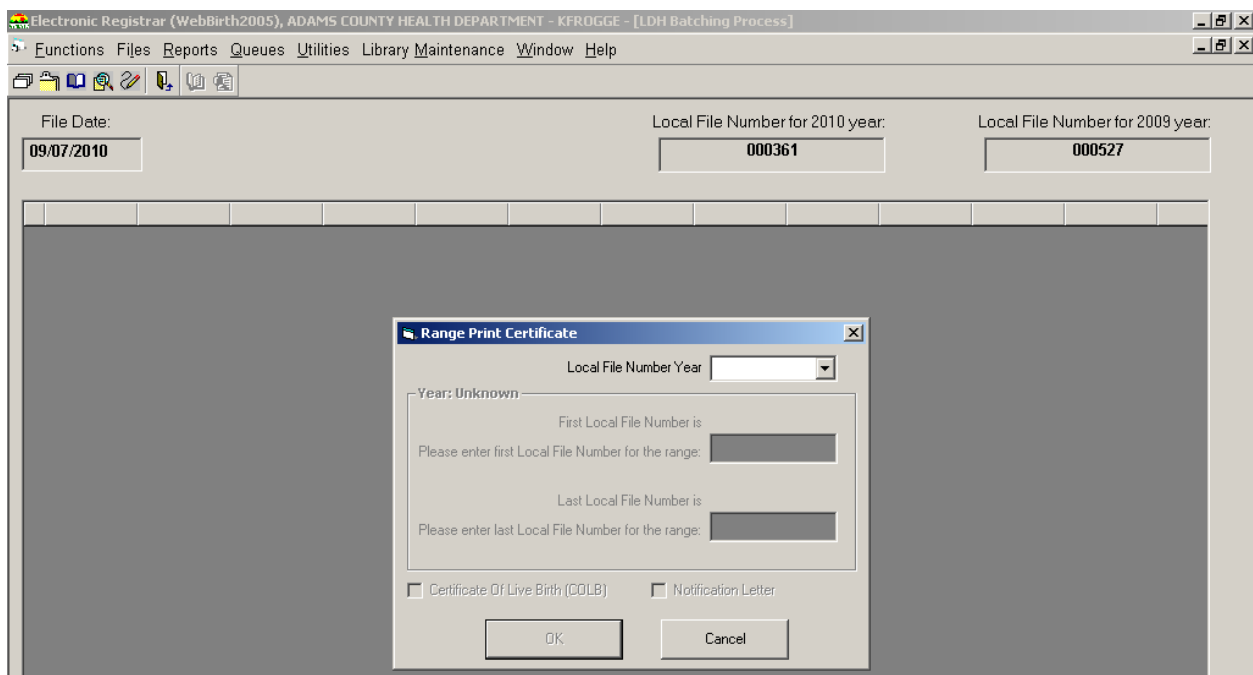 Electronic Registrar (WebBirth2005), ADAMS COUNTY HEALTH DEPARTMENT - KFROGGE - [LDH Batching Process]
Functions Files Reports Queues Utilities Library Maintenance Window Help
File Date: Local File Number for 2010 year: Local File Number for 2009 year:
09/07/2010 000361 000527
Range Print Certificate
Local File Number Year
Year: Unknown
First Local File Number is
Please enter first Local File Number for the range:
Last Local File Number is
Please enter last Local File Number for the range:
Certificate Of Live Birth (COLB) Notification Letter
OK Cancel